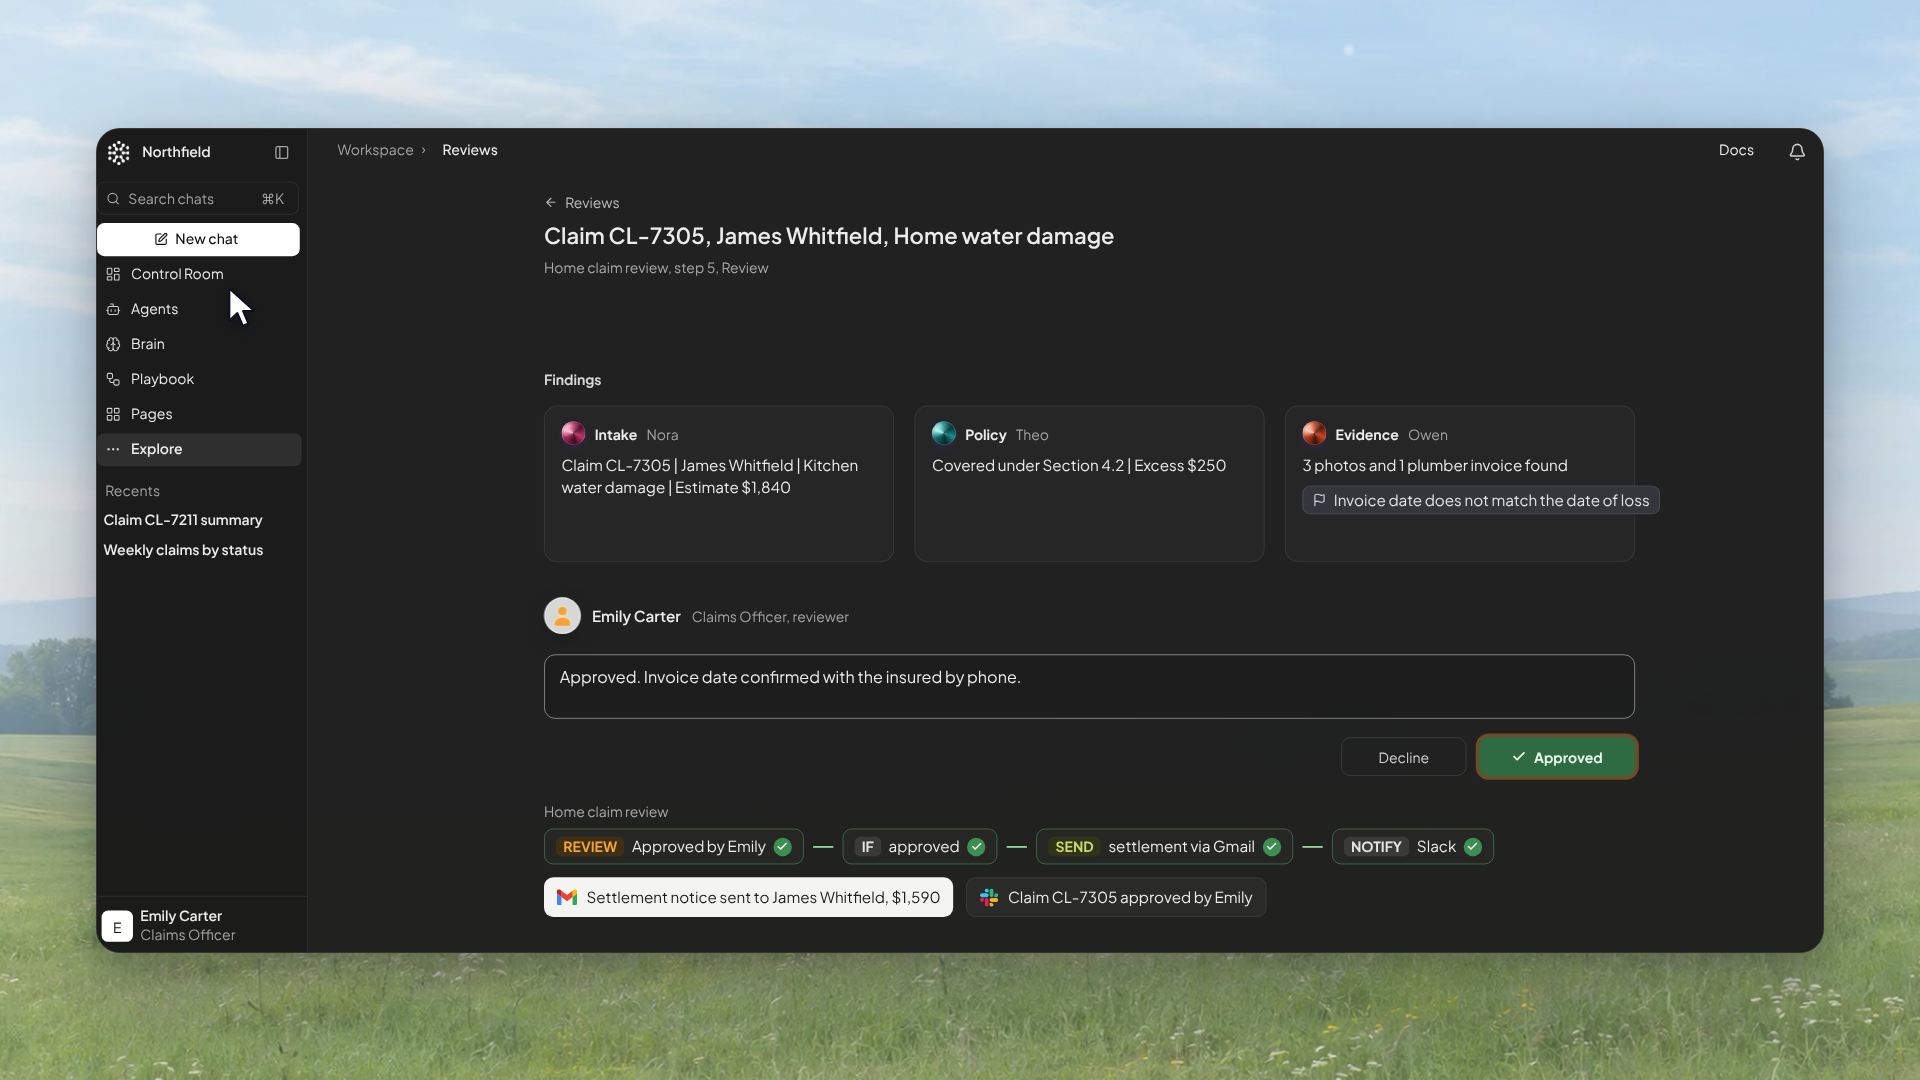 Northfield
Search chats ⌘K
New chat
Control Room
Agents
Brain
Playbook
Pages
Explore
Recents
Claim CL-7211 summary
Weekly claims by status
E
Emily Carter
Claims Officer
Workspace › Reviews
Docs
← Reviews
Claim CL-7305, James Whitfield, Home water damage
Home claim review, step 5, Review
Findings
Intake Nora
Claim CL-7305 | James Whitfield | Kitchen
water damage | Estimate $1,840
Policy Theo
Covered under Section 4.2 | Excess $250
Evidence Owen
3 photos and 1 plumber invoice found
Invoice date does not match the date of loss
Emily Carter Claims Officer, reviewer
Approved. Invoice date confirmed with the insured by phone.
Decline
Approved
Home claim review
REVIEW Approved by Emily
IF approved
SEND settlement via Gmail
NOTIFY Slack
Settlement notice sent to James Whitfield, $1,590
Claim CL-7305 approved by Emily